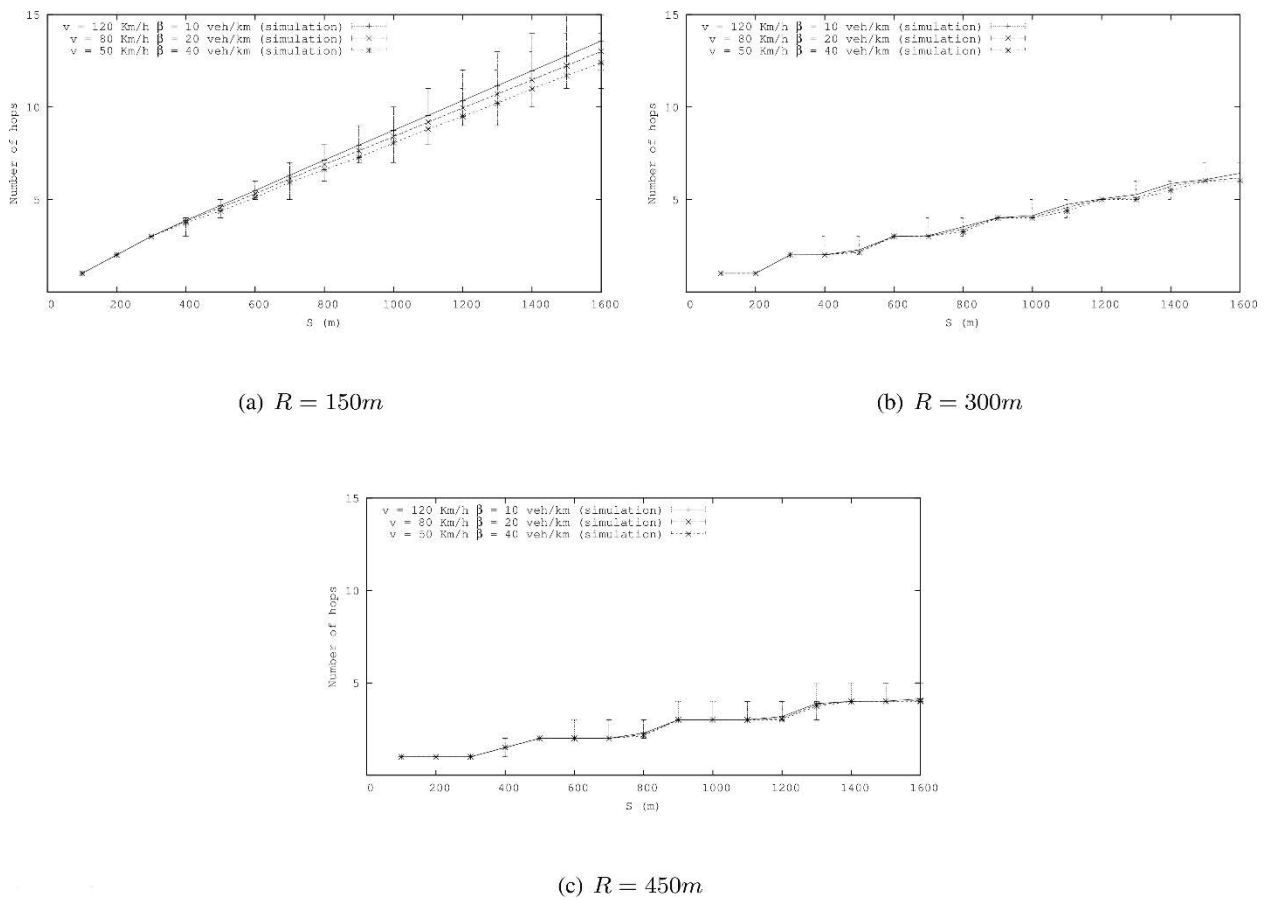 15
v = 120 Km/h β = 10 veh/km (simulation)
v = 80 Km/h β = 20 veh/km (simulation)
v = 50 Km/h β = 40 veh/km (simulation)
10
5
Number of hops
0 200 400 600 800 1000 1200 1400 1600
S (m)
(a) R = 150m
15
v = 120 Km/h β = 10 veh/km (simulation)
v = 80 Km/h β = 20 veh/km (simulation)
v = 50 Km/h β = 40 veh/km (simulation)
10
5
Number of hops
0 200 400 600 800 1000 1200 1400 1600
S (m)
(b) R = 300m
15
v = 120 Km/h β = 10 veh/km (simulation)
v = 80 Km/h β = 20 veh/km (simulation)
v = 50 Km/h β = 40 veh/km (simulation)
10
5
Number of hops
0 200 400 600 800 1000 1200 1400 1600
S (m)
(c) R = 450m